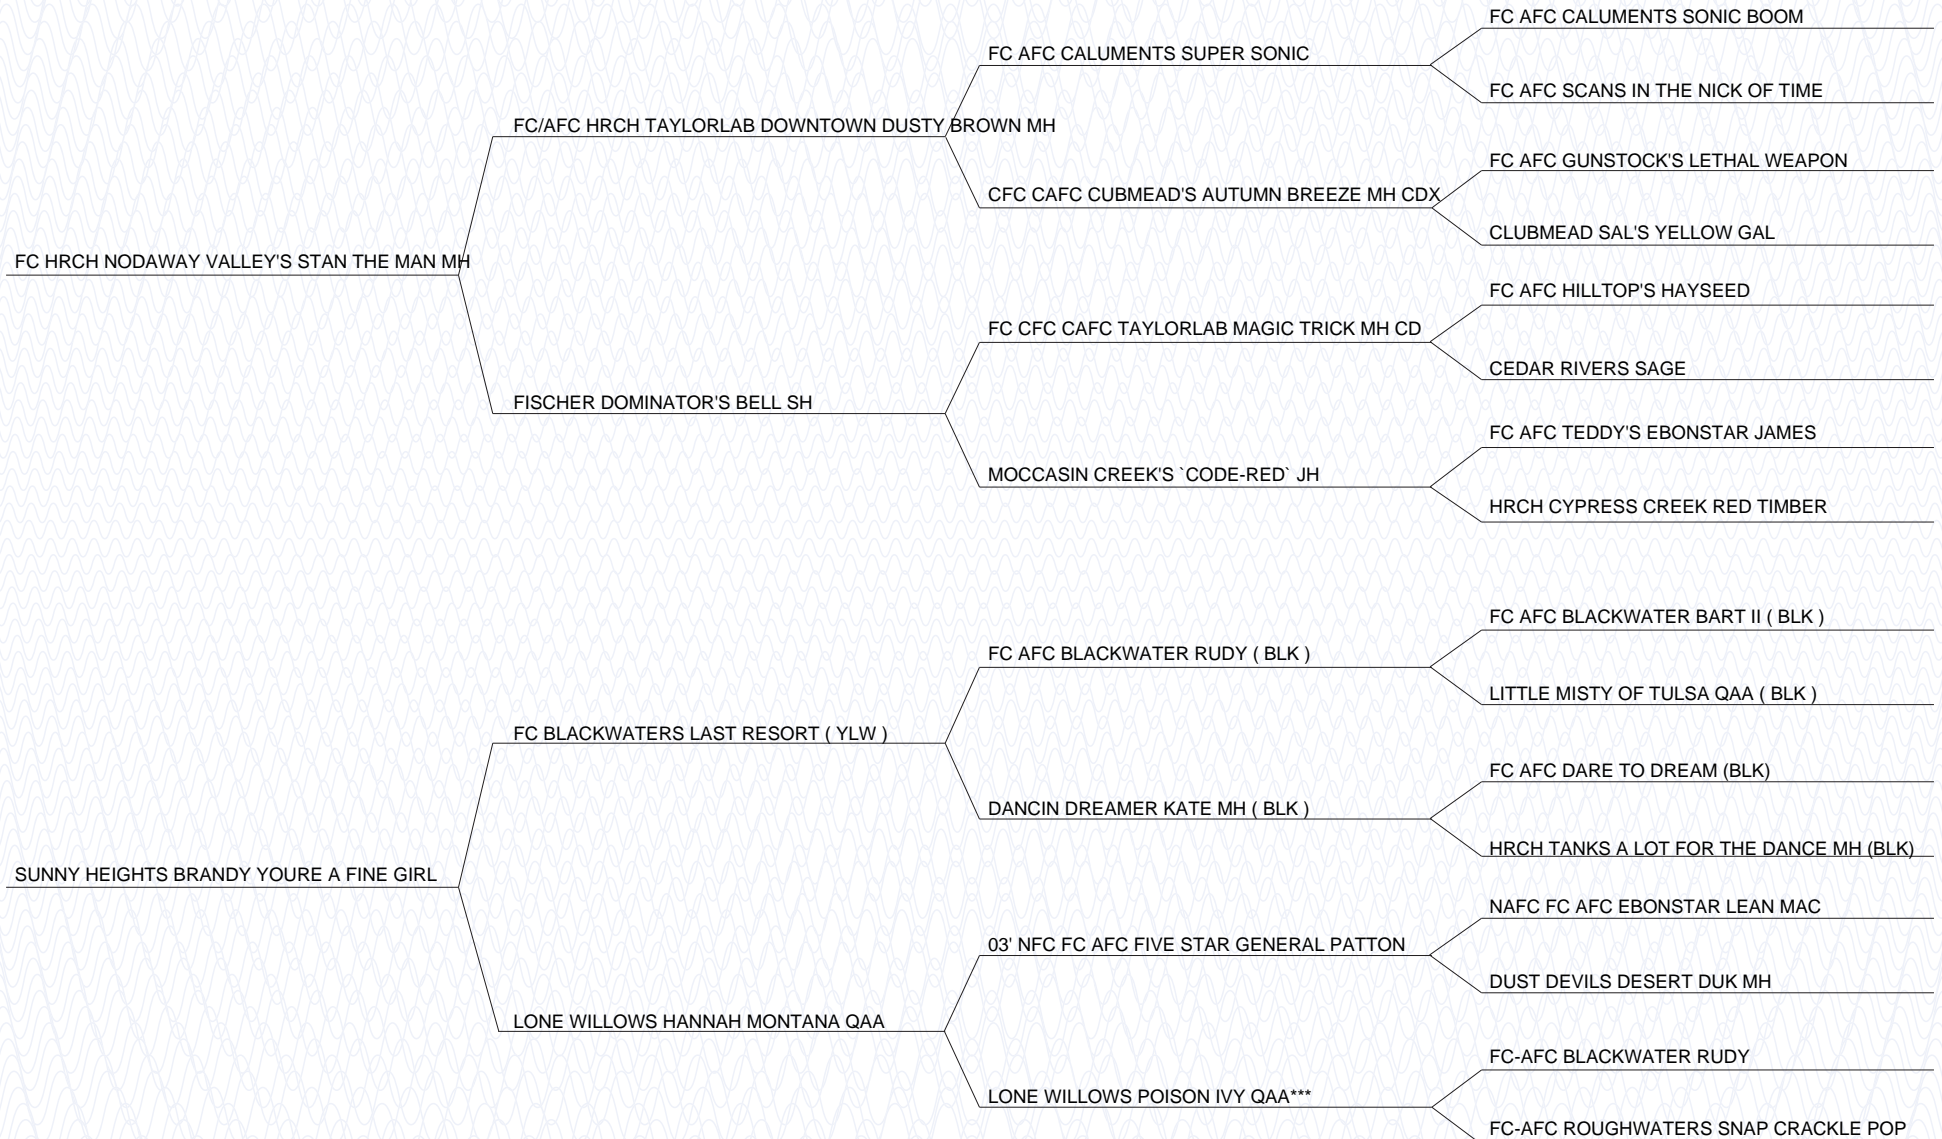 FC AFC CALUMENTS SONIC BOOM
FC AFC CALUMENTS SUPER SONIC
FC AFC SCANS IN THE NICK OF TIME
FC/AFC HRCH TAYLORLAB DOWNTOWN DUSTY BROWN MH
FC AFC GUNSTOCK'S LETHAL WEAPON
CFC CAFC CUBMEAD'S AUTUMN BREEZE MH CDX
CLUBMEAD SAL'S YELLOW GAL
FC HRCH NODAWAY VALLEY'S STAN THE MAN MH
FC AFC HILLTOP'S HAYSEED
FC CFC CAFC TAYLORLAB MAGIC TRICK MH CD
CEDAR RIVERS SAGE
FISCHER DOMINATOR'S BELL SH
FC AFC TEDDY'S EBONSTAR JAMES
MOCCASIN CREEK'S `CODE-RED` JH
HRCH CYPRESS CREEK RED TIMBER
FC AFC BLACKWATER BART II ( BLK )
FC AFC BLACKWATER RUDY ( BLK )
LITTLE MISTY OF TULSA QAA ( BLK )
FC BLACKWATERS LAST RESORT ( YLW )
FC AFC DARE TO DREAM (BLK)
DANCIN DREAMER KATE MH ( BLK )
HRCH TANKS A LOT FOR THE DANCE MH (BLK)
SUNNY HEIGHTS BRANDY YOURE A FINE GIRL
NAFC FC AFC EBONSTAR LEAN MAC
03' NFC FC AFC FIVE STAR GENERAL PATTON
DUST DEVILS DESERT DUK MH
LONE WILLOWS HANNAH MONTANA QAA
FC-AFC BLACKWATER RUDY
LONE WILLOWS POISON IVY QAA***
FC-AFC ROUGHWATERS SNAP CRACKLE POP